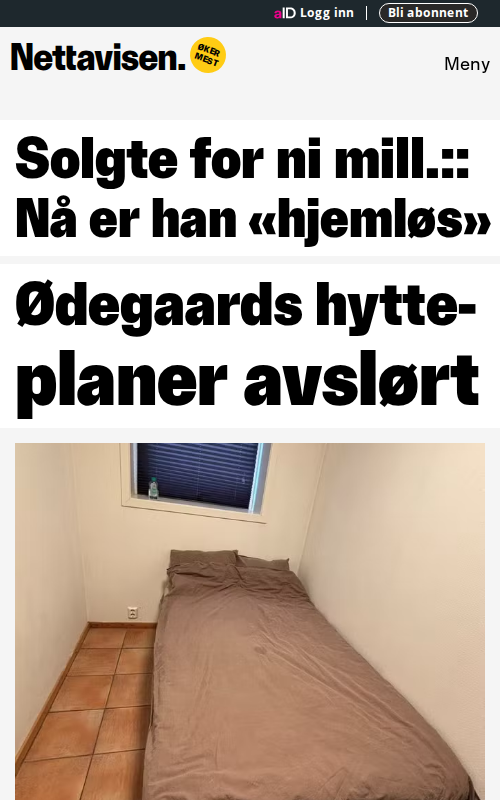 aID Logg inn
Bli abonnent
Nettavisen.
ØKER
MEST
Meny
Solgte for ni mill.::
Nå er han «hjemløs»
Ødegaards hytte-
planer avslørt